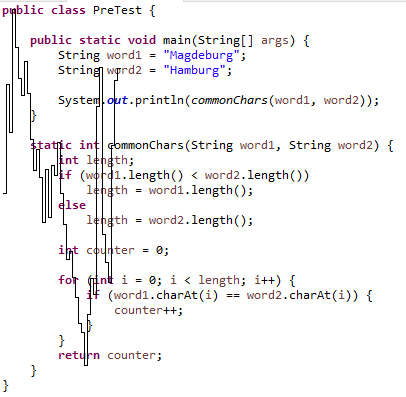 public class PreTest {
public static void main(String[] args) {
String word1 = "Magdeburg";
String word2 = "Hamburg";
System.out.println(commonChars(word1, word2));
}
static int commonChars(String word1, String word2) {
int length;
if (word1.length() < word2.length())
length = word1.length();
else
length = word2.length();
int counter = 0;
for (int i = 0; i < length; i++) {
if (word1.charAt(i) == word2.charAt(i)) {
counter++;
}
}
return counter;
}
}